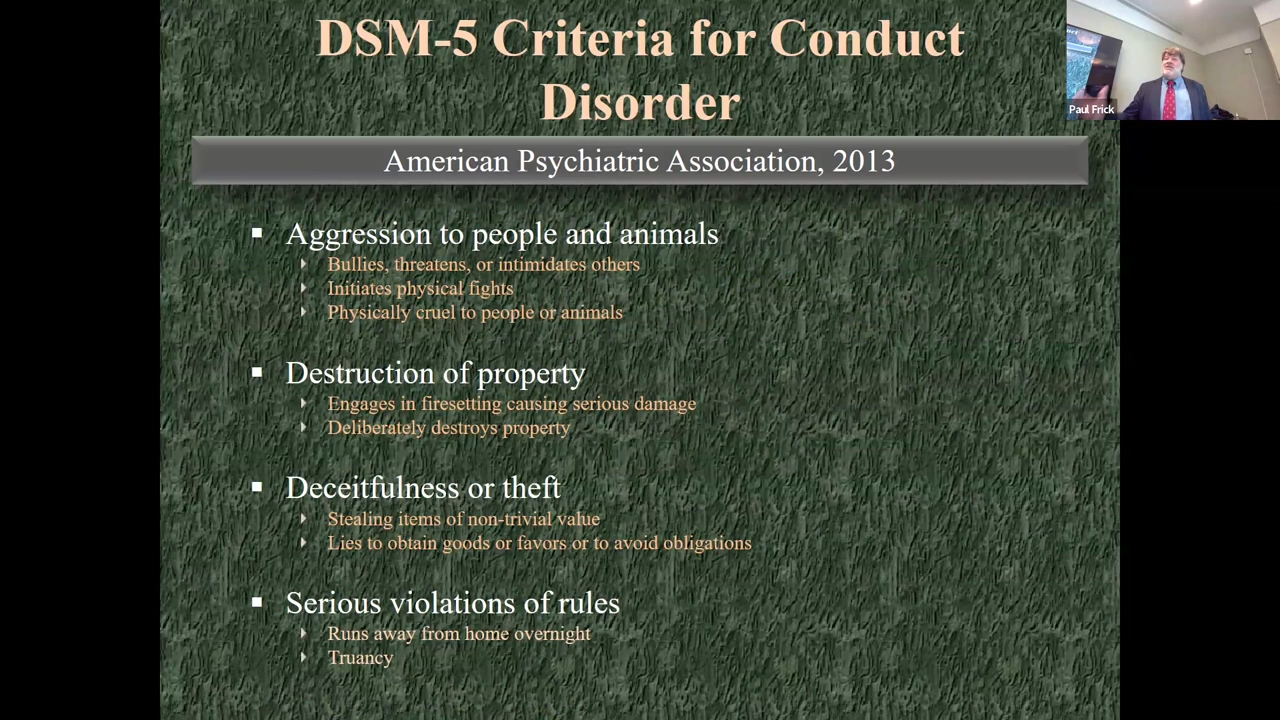 DSM-5 Criteria for Conduct
Disorder
American Psychiatric Association, 2013
Aggression to people and animals
Bullies, threatens, or intimidates others
Initiates physical fights
Physically cruel to people or animals
Destruction of property
Engages in firesetting causing serious damage
Deliberately destroys property
Deceitfulness or theft
Stealing items of non-trivial value
Lies to obtain goods or favors or to avoid obligations
Serious violations of rules
Runs away from home overnight
Truancy
Paul Frick